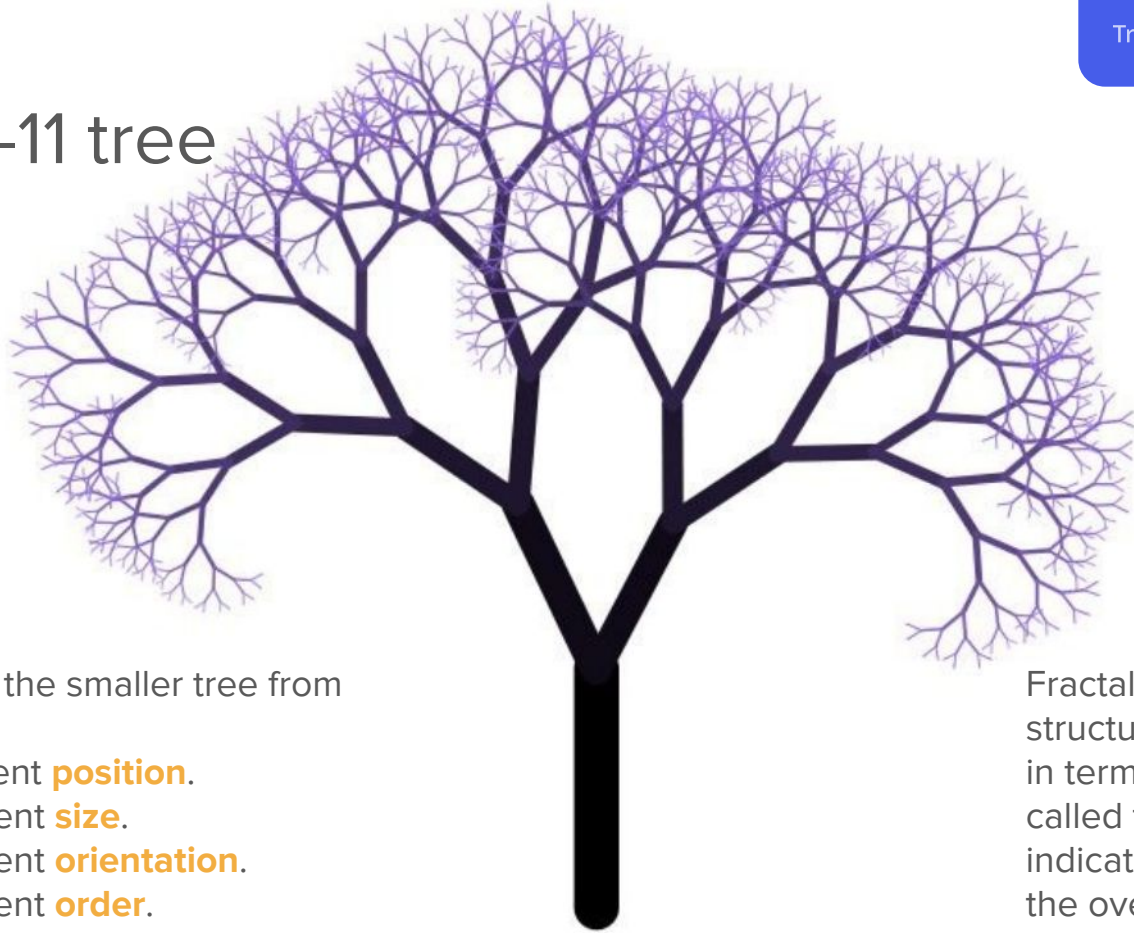 Tr
-11 tree
the smaller tree from
ent position.
ent size.
ent orientation.
ent order.
Fractal
structu
in term
called
indicat
the ove